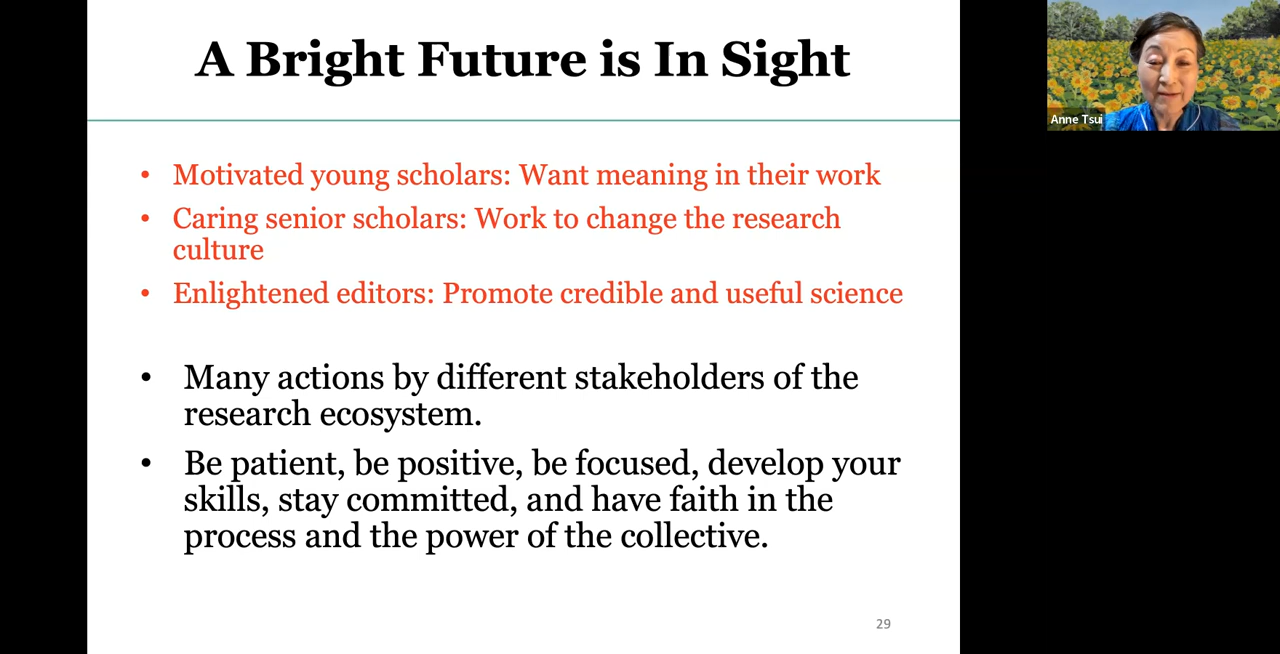 A Bright Future is In Sight
• Motivated young scholars: Want meaning in their work
• Caring senior scholars: Work to change the research
culture
• Enlightened editors: Promote credible and useful science
• Many actions by different stakeholders of the
research ecosystem.
• Be patient, be positive, be focused, develop your
skills, stay committed, and have faith in the
process and the power of the collective.
29
Anne Tsui